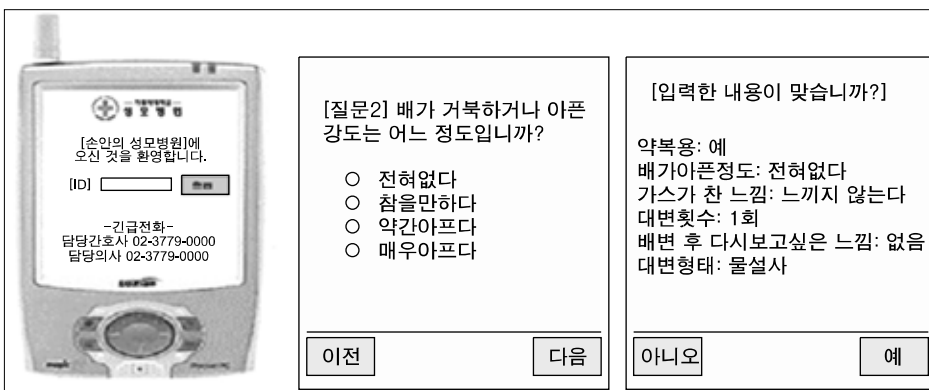 성모병원
[손안의 성모병원]에
오신 것을 환영합니다.
[ID]
-긴급전화-
담당간호사 02-3779-0000
담당의사 02-3779-0000
[질문2] 배가 거북하거나 아픈
강도는 어느 정도입니까?
○ 전혀없다
○ 참을만하다
○ 약간아프다
○ 매우아프다
이전
다음
[입력한 내용이 맞습니까?]
약복용: 예
배가아픈정도: 전혀없다
가스가 찬 느낌: 느끼지 않는다
대변횟수: 1회
배변 후 다시보고싶은 느낌: 없음
대변형태: 물설사
아니오
예